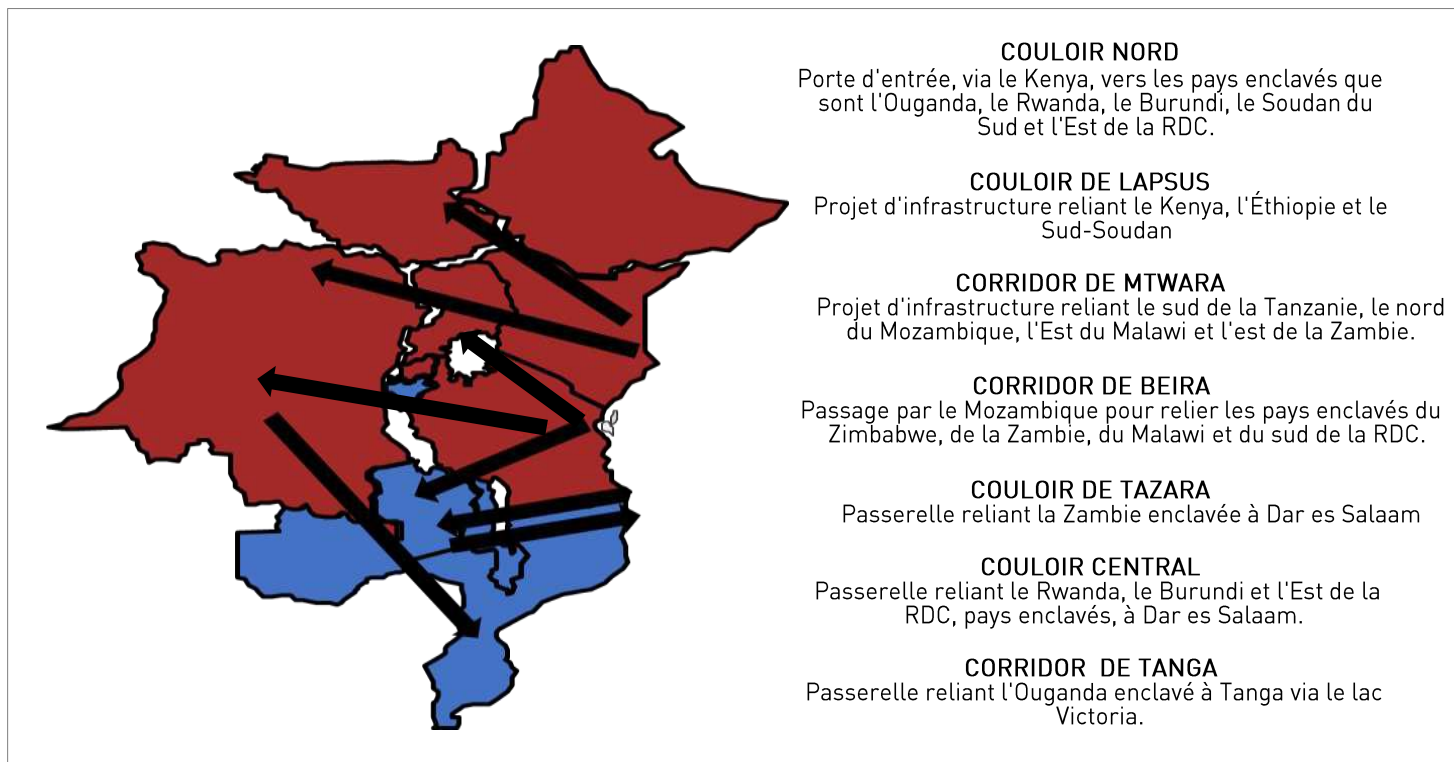 COULOIR NORD
Porte d'entrée, via le Kenya, vers les pays enclavés que
sont l'Ouganda, le Rwanda, le Burundi, le Soudan du
Sud et l'Est de la RDC.
COULOIR DE LAPSUS
Projet d'infrastructure reliant le Kenya, l'Éthiopie et le
Sud-Soudan
CORRIDOR DE MTWARA
Projet d'infrastructure reliant le sud de la Tanzanie, le nord
du Mozambique, l'Est du Malawi et l'est de la Zambie.
CORRIDOR DE BEIRA
Passage par le Mozambique pour relier les pays enclavés du
Zimbabwe, de la Zambie, du Malawi et du sud de la RDC.
COULOIR DE TAZARA
Passerelle reliant la Zambie enclavée à Dar es Salaam
COULOIR CENTRAL
Passerelle reliant le Rwanda, le Burundi et l'Est de la
RDC, pays enclavés, à Dar es Salaam.
CORRIDOR DE TANGA
Passerelle reliant l'Ouganda enclavé à Tanga via le lac
Victoria.